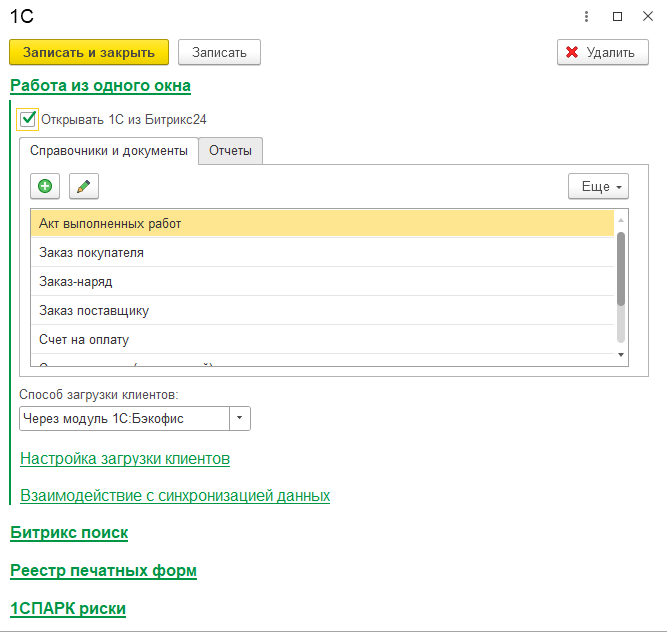 1С
Записать и закрыть
Записать
Удалить
Работа из одного окна
Открывать 1С из Битрикс24
Справочники и документы
Отчеты
Еще
Акт выполненных работ
Заказ покупателя
Заказ-наряд
Заказ поставщику
Счет на оплату
Способ загрузки клиентов:
Через модуль 1С:Бэкофис
Настройка загрузки клиентов
Взаимодействие с синхронизацией данных
Битрикс поиск
Реестр печатных форм
1СПАРК риски